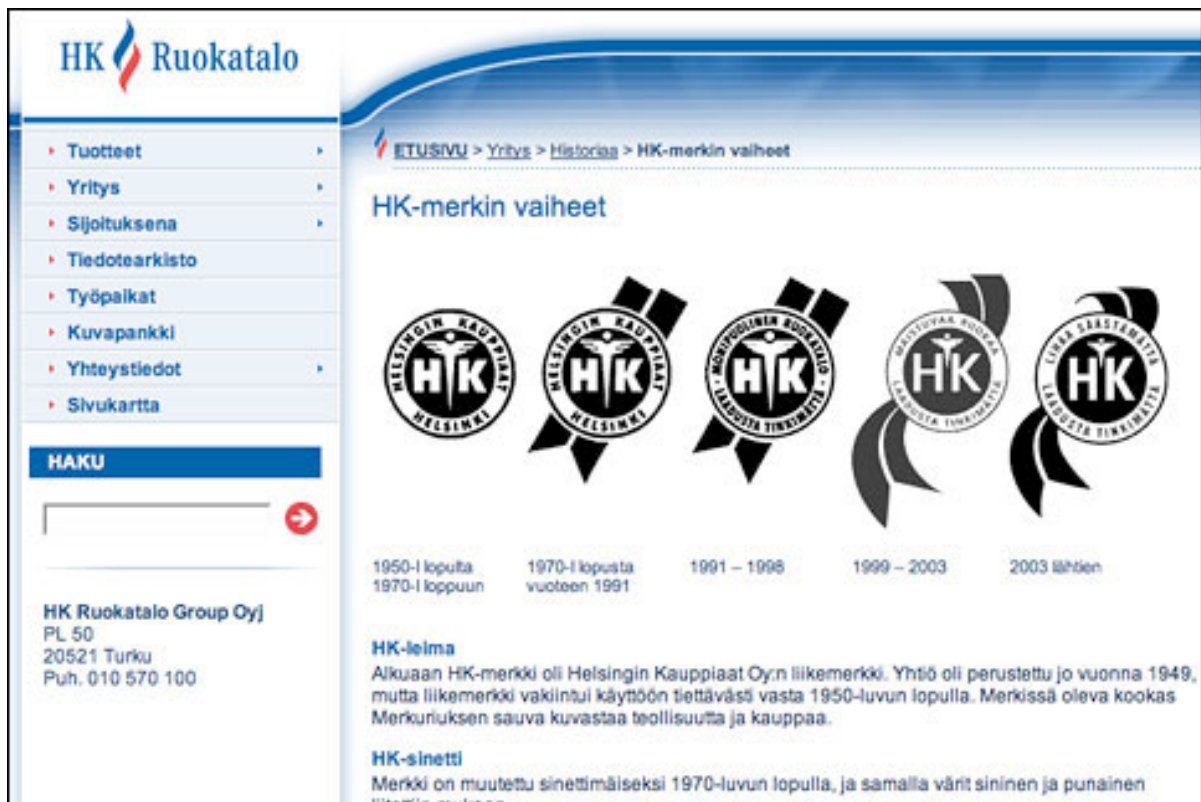 HK Ruokatalo
Tuotteet
Yritys
Sijoituksena
Tiedotearkisto
Työpaikat
Kuvapankki
Yhteystiedot
Sivukartta
HAKU
HK Ruokatalo Group Oyj
PL 50
20521 Turku
Puh. 010 570 100
ETUSIVU > Yritys > Historiaa > HK-merkin vaiheet
HK-merkin vaiheet
HELSINGIN KAUPPIAAT
HK
HELSINKI
HELSINGIN KAUPPIAAT
HK
HELSINKI
MONIPUOLINEN RUOKATALO
HK
LAADUSTA TINKIMÄTTÄ
MAISTUVAA RUOKAA
HK
LAADUSTA TINKIMÄTTÄ
LIHAA SÄÄSTÄMÄTTÄ
HK
LAADUSTA TINKIMÄTTÄ
1950-l lopulta
1970-l loppuun
1970-l lopusta
vuoteen 1991
1991 – 1998
1999 – 2003
2003 lähtien
HK-leima
Alkuaan HK-merkki oli Helsingin Kauppiaat Oy:n liikemerkki. Yhtiö oli perustettu jo vuonna 1949,
mutta liikemerkki vakiintui käyttöön tiettävästi vasta 1950-luvun lopulla. Merkissä oleva kookas
Merkuriuksen sauva kuvastaa teollisuutta ja kauppaa.
HK-sinetti
Merkki on muutettu sinettimäiseksi 1970-luvun lopulla, ja samalla värit sininen ja punainen